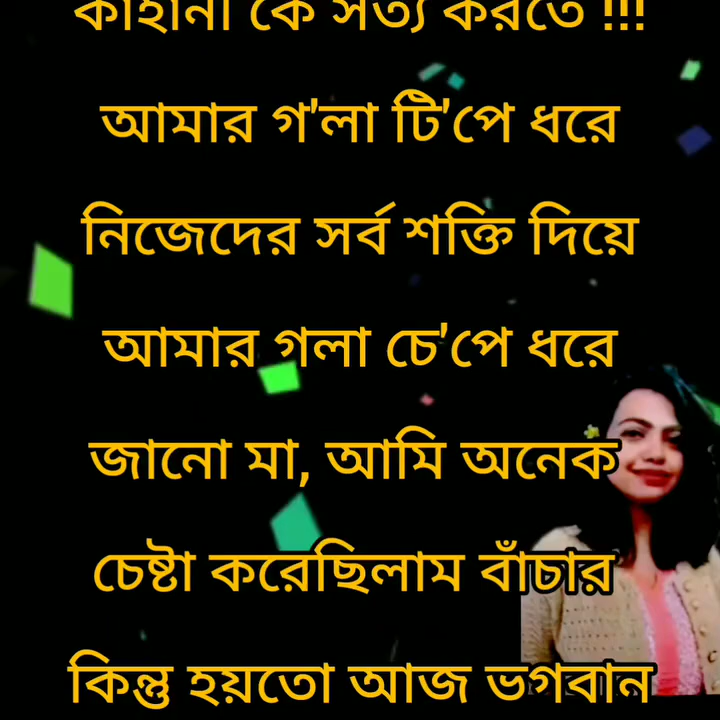 কাহানী কে সত্য করতে !!!
আমার গ'লা টি'পে ধরে
নিজেদের সর্ব শক্তি দিয়ে
আমার গলা চে'পে ধরে
জানো মা, আমি অনেক
চেষ্টা করেছিলাম বাঁচার
কিন্তু হয়তো আজ ভগবান